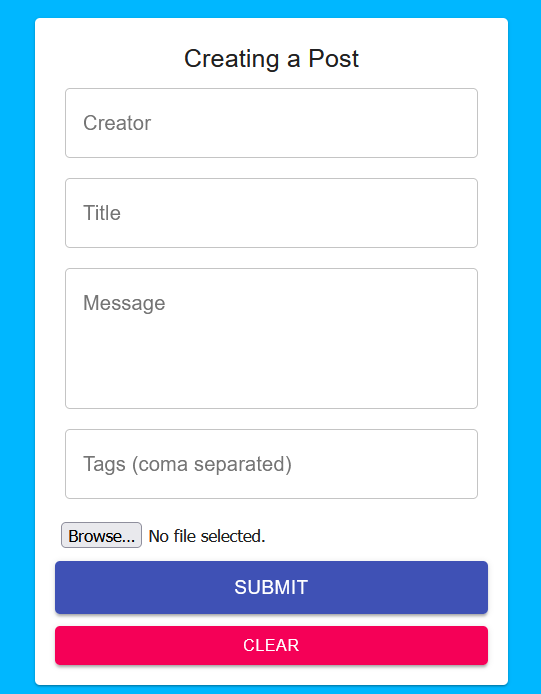 Creating a Post
Creator
Title
Message
Tags (coma separated)
Browse... No file selected.
SUBMIT
CLEAR